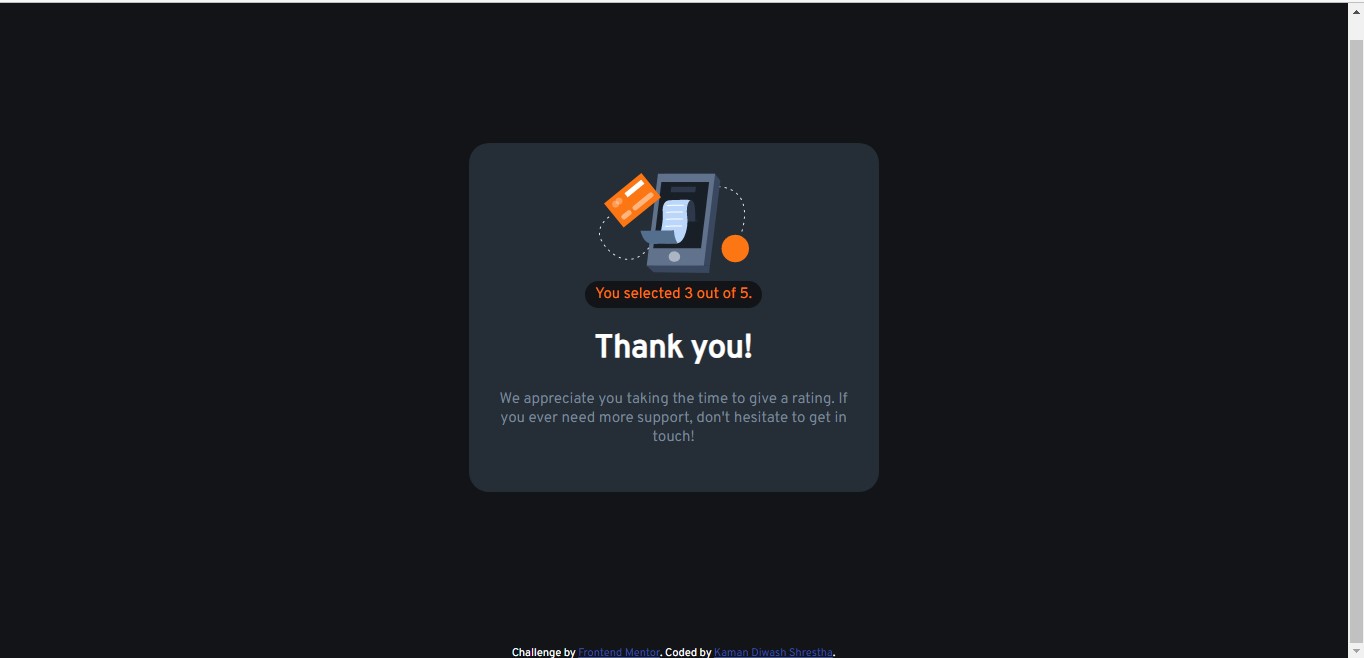 You selected 3 out of 5.
Thank you!
We appreciate you taking the time to give a rating. If
you ever need more support, don't hesitate to get in
touch!
Challenge by Frontend Mentor. Coded by Kaman Diwash Shrestha.